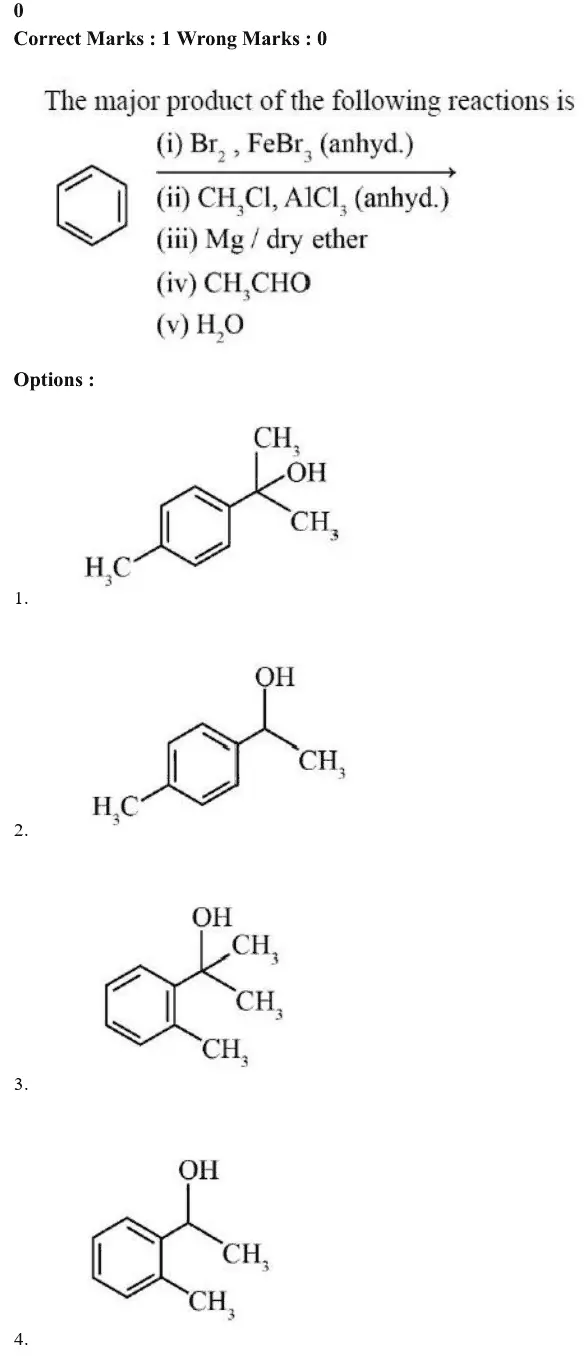 0
Correct Marks : 1 Wrong Marks : 0
The major product of the following reactions is
(i) Br₂ , FeBr₃ (anhyd.)
(ii) CH₃Cl, AlCl₃ (anhyd.)
(iii) Mg / dry ether
(iv) CH₃CHO
(v) H₂O
Options :
CH₃
OH
CH₃
H₃C
1.
OH
CH₃
H₃C
2.
OH
CH₃
CH₃
CH₃
3.
OH
CH₃
CH₃
4.